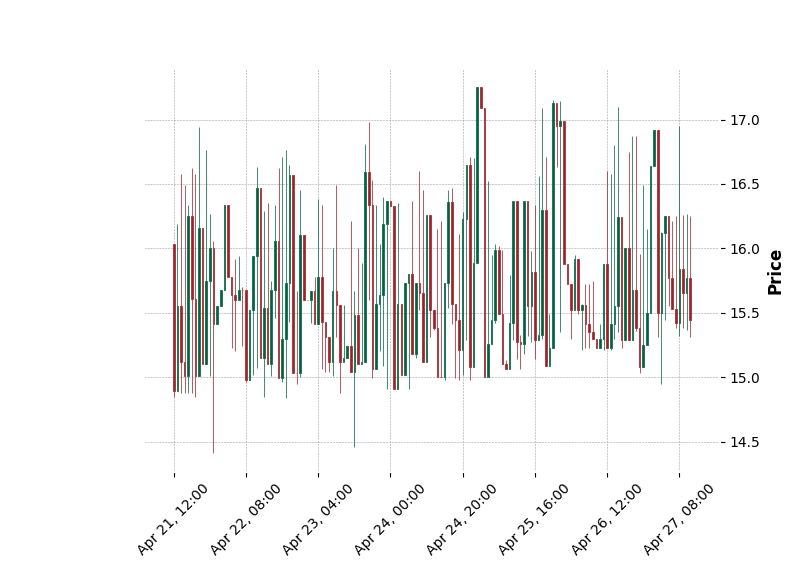 17.0
16.5
16.0
15.5
15.0
14.5
Price
Apr 21, 12:00
Apr 22, 08:00
Apr 23, 04:00
Apr 24, 00:00
Apr 24, 20:00
Apr 25, 16:00
Apr 26, 12:00
Apr 27, 08:00